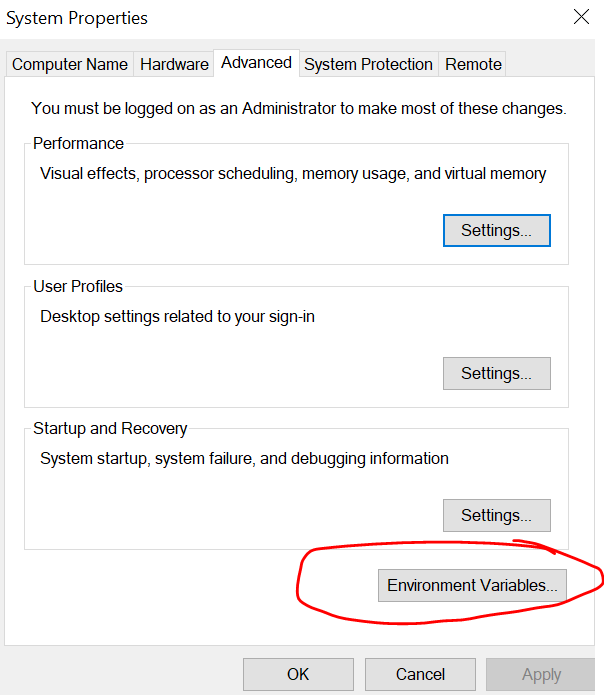 System Properties
Computer Name Hardware Advanced System Protection Remote
You must be logged on as an Administrator to make most of these changes.
Performance
Visual effects, processor scheduling, memory usage, and virtual memory
Settings...
User Profiles
Desktop settings related to your sign-in
Settings...
Startup and Recovery
System startup, system failure, and debugging information
Settings...
Environment Variables...
OK Cancel Apply